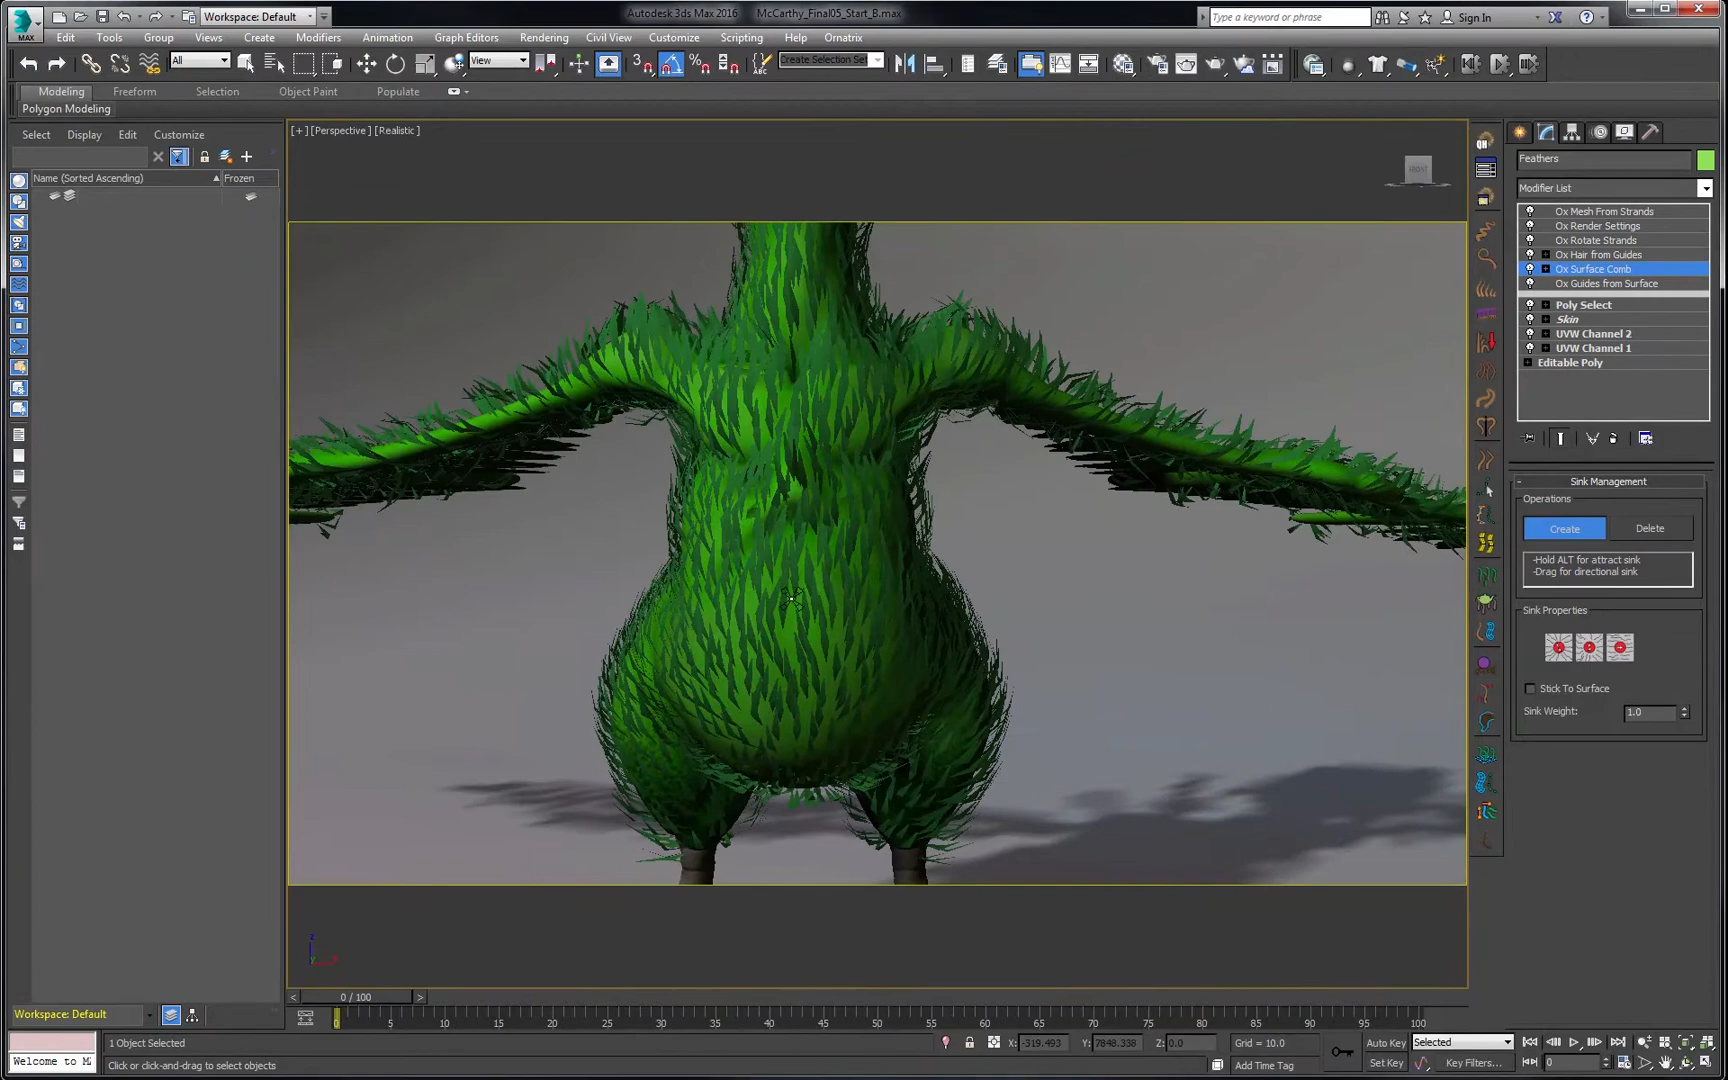 Workspace: Default
Autodesk 3ds Max 2016
McCarthy_Final05_Start_B.max
Type a keyword or phrase
Sign In
MAX
Edit
Tools
Group
Views
Create
Modifiers
Animation
Graph Editors
Rendering
Civil View
Customize
Scripting
Help
Ornatrix
All
View
Create Selection Set
Modeling
Freeform
Selection
Object Paint
Populate
Polygon Modeling
Select
Display
Edit
Customize
Name (Sorted Ascending)
Frozen
[+] [Perspective ] [Realistic ]
FRONT
Feathers
Modifier List
Ox Mesh From Strands
Ox Render Settings
Ox Rotate Strands
Ox Hair from Guides
Ox Surface Comb
Ox Guides from Surface
Poly Select
Skin
UVW Channel 2
UVW Channel 1
Editable Poly
Sink Management
Operations
Create
Delete
-Hold ALT for attract sink
-Drag for directional sink
Sink Properties
Stick To Surface
Sink Weight:
1.0
z
y
x
< 0 / 100 >
0 5 10 15 20 25 30 35 40 45 50 55 60 65 70 75 80 85 90 95 100
Workspace: Default
1 Object Selected
X: -319.493
Y: 7848.338
Z: 0.0
Grid = 10.0
Auto Key
Selected
Welcome to M
Click or click-and-drag to select objects
Add Time Tag
Set Key
Key Filters...
0